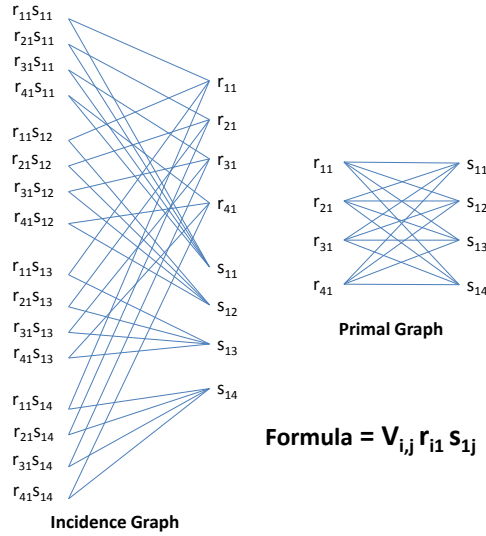 r11s11
r21s11
r31s11
r41s11
r11s12
r21s12
r31s12
r41s12
r11s13
r21s13
r31s13
r41s13
r11s14
r21s14
r31s14
r41s14
r11
r21
r31
r41
s11
s12
s13
s14
Incidence Graph
r11
r21
r31
r41
s11
s12
s13
s14
Primal Graph
Formula = Vi,j ri1 s1j